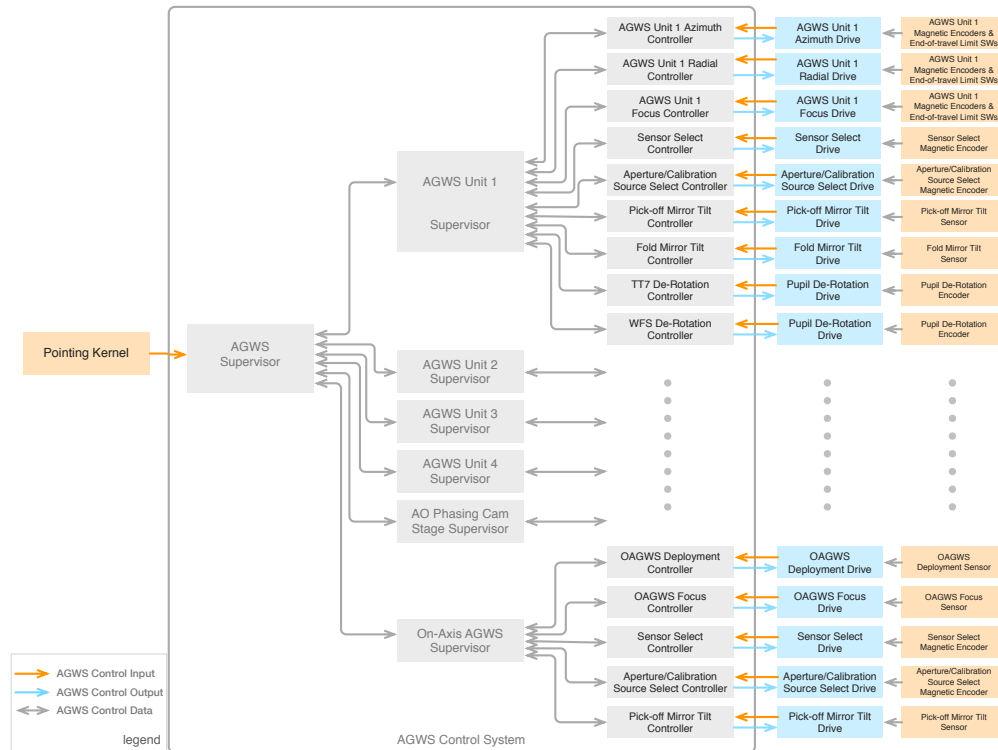 AGWS Unit 1 Azimuth
Controller
AGWS Unit 1
Azimuth Drive
AGWS Unit 1
Magnetic Encoders &
End-of-travel Limit SWs
AGWS Unit 1 Radial
Controller
AGWS Unit 1
Radial Drive
AGWS Unit 1
Magnetic Encoders &
End-of-travel Limit SWs
AGWS Unit 1
Focus Controller
AGWS Unit 1
Focus Drive
AGWS Unit 1
Magnetic Encoders &
End-of-travel Limit SWs
Sensor Select
Controller
Sensor Select
Drive
Sensor Select
Magnetic Encoder
AGWS Unit 1
Supervisor
Aperture/Calibration
Source Select Controller
Aperture/Calibration
Source Select Drive
Aperture/Calibration
Source Select
Magnetic Encoder
Pick-off Mirror Tilt
Controller
Pick-off Mirror Tilt
Drive
Pick-off Mirror Tilt
Sensor
Fold Mirror Tilt
Controller
Fold Mirror Tilt
Drive
Fold Mirror Tilt
Sensor
TT7 De-Rotation
Controller
Pupil De-Rotation
Drive
Pupil De-Rotation
Encoder
WFS De-Rotation
Controller
Pupil De-Rotation
Drive
Pupil De-Rotation
Encoder
Pointing Kernel
AGWS
Supervisor
AGWS Unit 2
Supervisor
AGWS Unit 3
Supervisor
AGWS Unit 4
Supervisor
AO Phasing Cam
Stage Supervisor
OAGWS Deployment
Controller
OAGWS
Deployment Drive
OAGWS
Deployment Sensor
OAGWS Focus
Controller
OAGWS Focus
Drive
OAGWS Focus
Sensor
On-Axis AGWS
Supervisor
Sensor Select
Controller
Sensor Select
Drive
Sensor Select
Magnetic Encoder
Aperture/Calibration
Source Select Controller
Aperture/Calibration
Source Select Drive
Aperture/Calibration
Source Select
Magnetic Encoder
Pick-off Mirror Tilt
Controller
Pick-off Mirror Tilt
Drive
Pick-off Mirror Tilt
Sensor
AGWS Control Input
AGWS Control Output
AGWS Control Data
legend
AGWS Control System